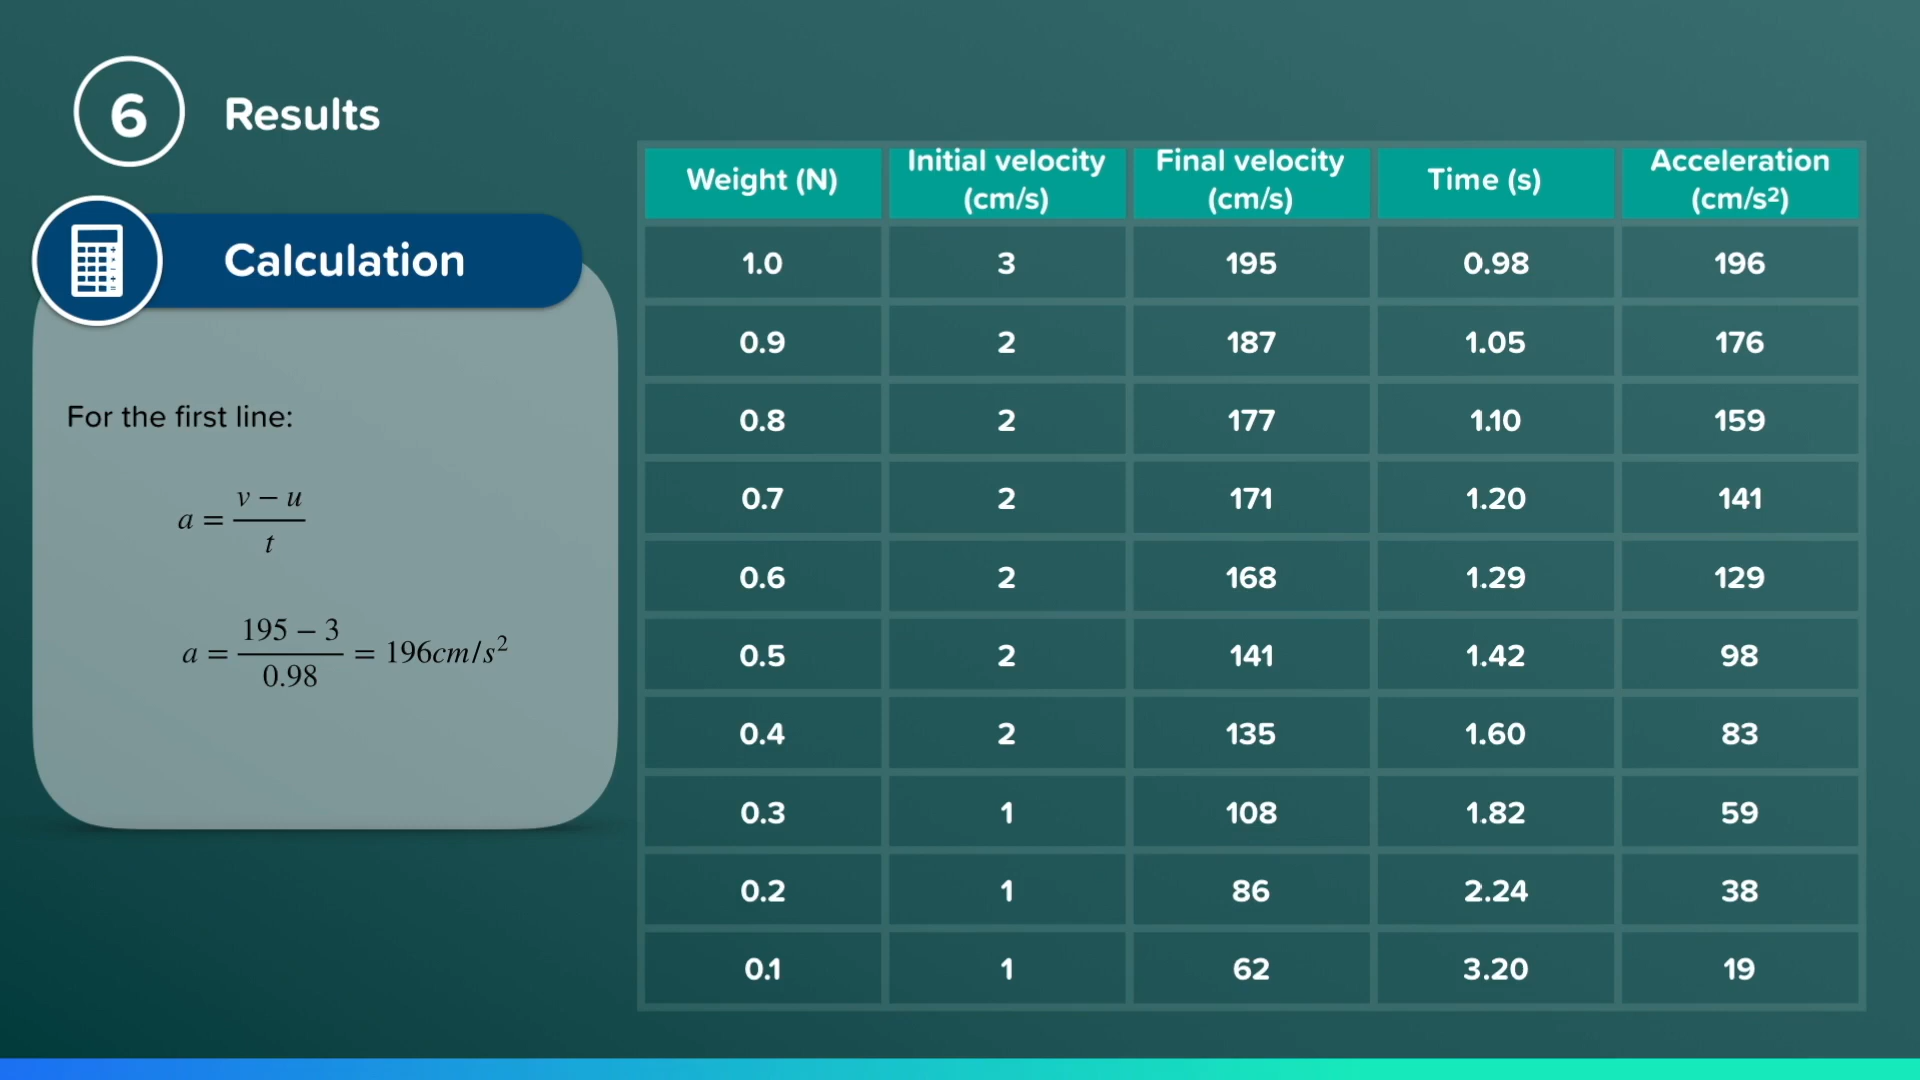 6 Results
Calculation
For the first line:
a = \frac{v - u}{t}
a = \frac{195 - 3}{0.98} = 196cm/s²
Weight (N) Initial velocity (cm/s) Final velocity (cm/s) Time (s) Acceleration (cm/s²)
1.0 3 195 0.98 196
0.9 2 187 1.05 176
0.8 2 177 1.10 159
0.7 2 171 1.20 141
0.6 2 168 1.29 129
0.5 2 141 1.42 98
0.4 2 135 1.60 83
0.3 1 108 1.82 59
0.2 1 86 2.24 38
0.1 1 62 3.20 19